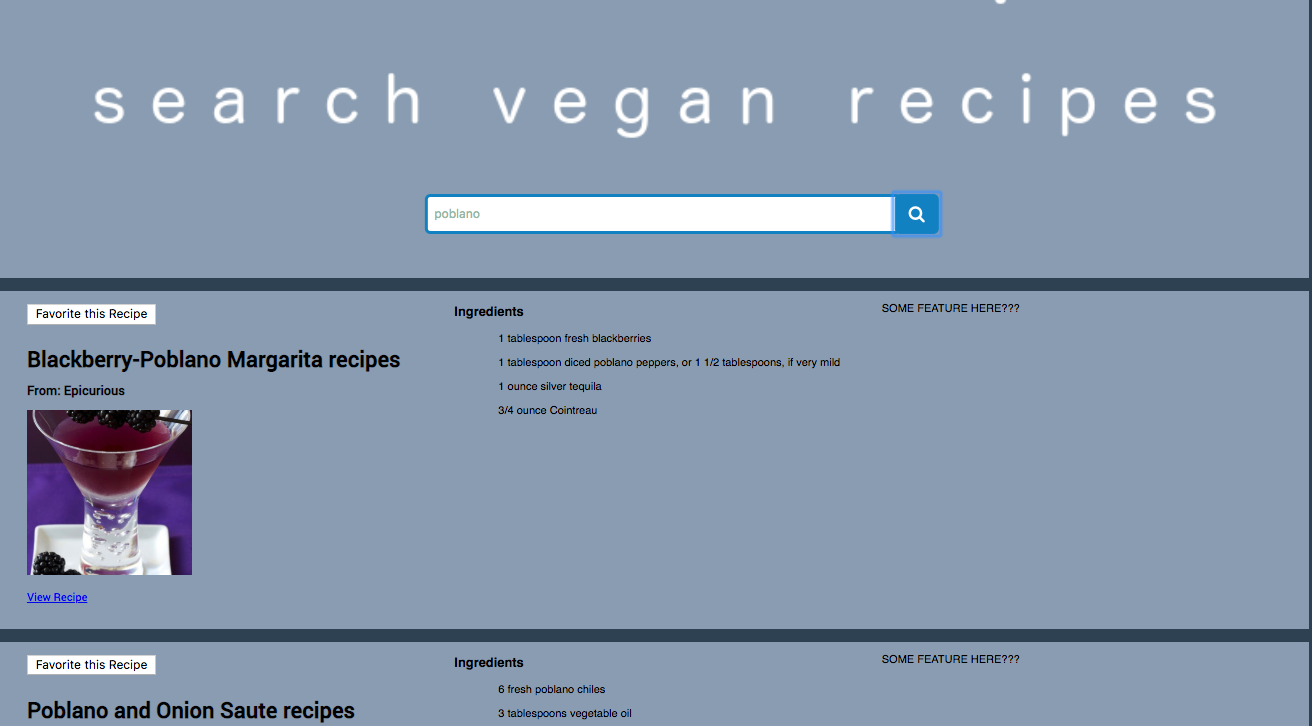 search vegan recipes
poblano
Favorite this Recipe
Blackberry-Poblano Margarita recipes
From: Epicurious
View Recipe
Ingredients
1 tablespoon fresh blackberries
1 tablespoon diced poblano peppers, or 1 1/2 tablespoons, if very mild
1 ounce silver tequila
3/4 ounce Cointreau
SOME FEATURE HERE???
Favorite this Recipe
Poblano and Onion Saute recipes
Ingredients
6 fresh poblano chiles
3 tablespoons vegetable oil
SOME FEATURE HERE???